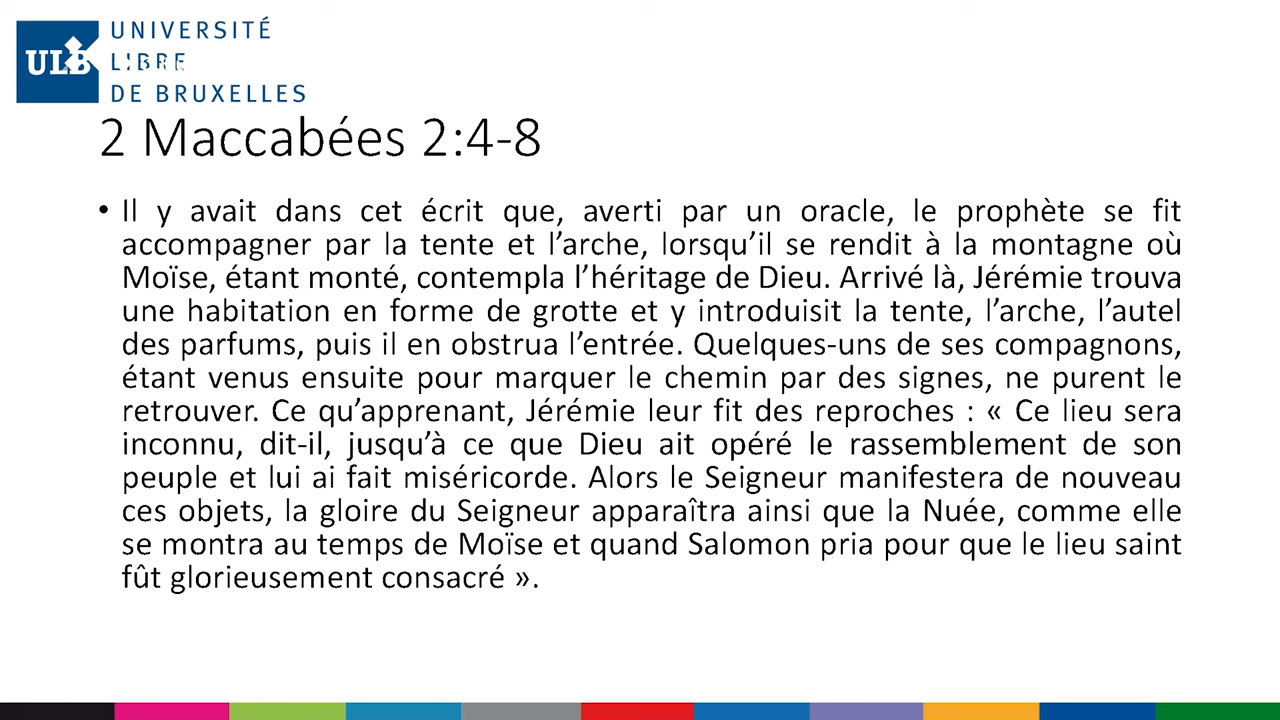 UNIVERSITÉ
ULB LIBRE
DE BRUXELLES
2 Maccabées 2:4-8
• Il y avait dans cet écrit que, averti par un oracle, le prophète se fit
accompagner par la tente et l’arche, lorsqu’il se rendit à la montagne où
Moïse, étant monté, contempla l’héritage de Dieu. Arrivé là, Jérémie trouva
une habitation en forme de grotte et y introduisit la tente, l’arche, l’autel
des parfums, puis il en obstrua l’entrée. Quelques-uns de ses compagnons,
étant venus ensuite pour marquer le chemin par des signes, ne purent le
retrouver. Ce qu’apprenant, Jérémie leur fit des reproches : « Ce lieu sera
inconnu, dit-il, jusqu’à ce que Dieu ait opéré le rassemblement de son
peuple et lui ai fait miséricorde. Alors le Seigneur manifestera de nouveau
ces objets, la gloire du Seigneur apparaîtra ainsi que la Nuée, comme elle
se montra au temps de Moïse et quand Salomon pria pour que le lieu saint
fût glorieusement consacré ».